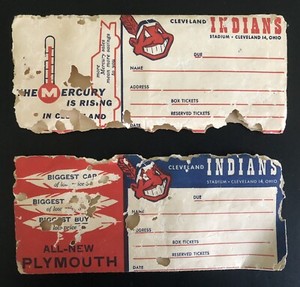 THE MERCURY
IS RISING
IN CLEVELAND
CLEVELAND INDIANS
STADIUM - CLEVELAND 14, OHIO
DUE
NAME
ADDRESS
BOX TICKETS
RESERVED TICKETS
DATE
BIGGEST CAR
BIGGEST
BIGGEST BUY
ALL-NEW
PLYMOUTH
CLEVELAND INDIANS
STADIUM - CLEVELAND 14, OHIO
DUE
NAME
ADDRESS
BOX TICKETS
RESERVED TICKETS
DATE